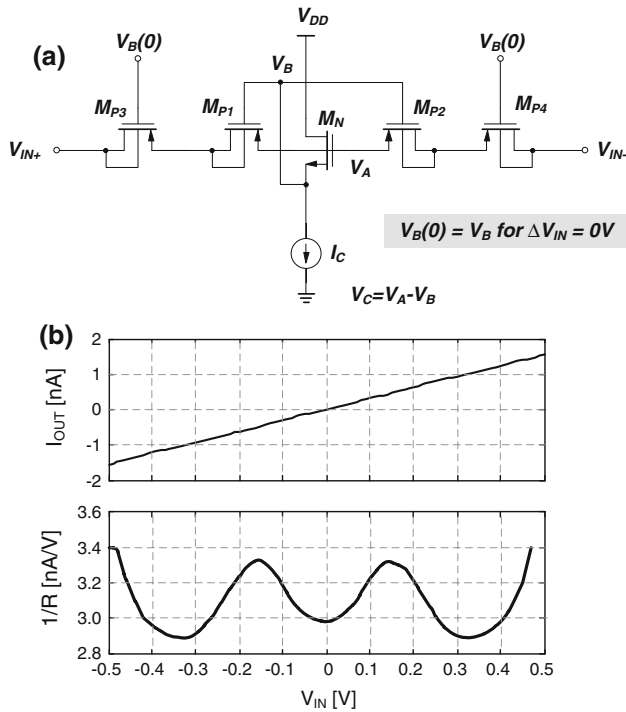 (a)
V_DD
V_B(0)
V_B(0)
V_B
M_P3
M_P1
M_N
M_P2
M_P4
V_IN+
V_A
V_IN-
V_B(0) = V_B for ΔV_IN = 0V
I_C
V_C=V_A-V_B
(b)
I_OUT [nA]
2
1
0
-1
-2
1/R [nA/V]
3.6
3.4
3.2
3.0
2.8
-0.5 -0.4 -0.3 -0.2 -0.1 0 0.1 0.2 0.3 0.4 0.5
V_IN [V]